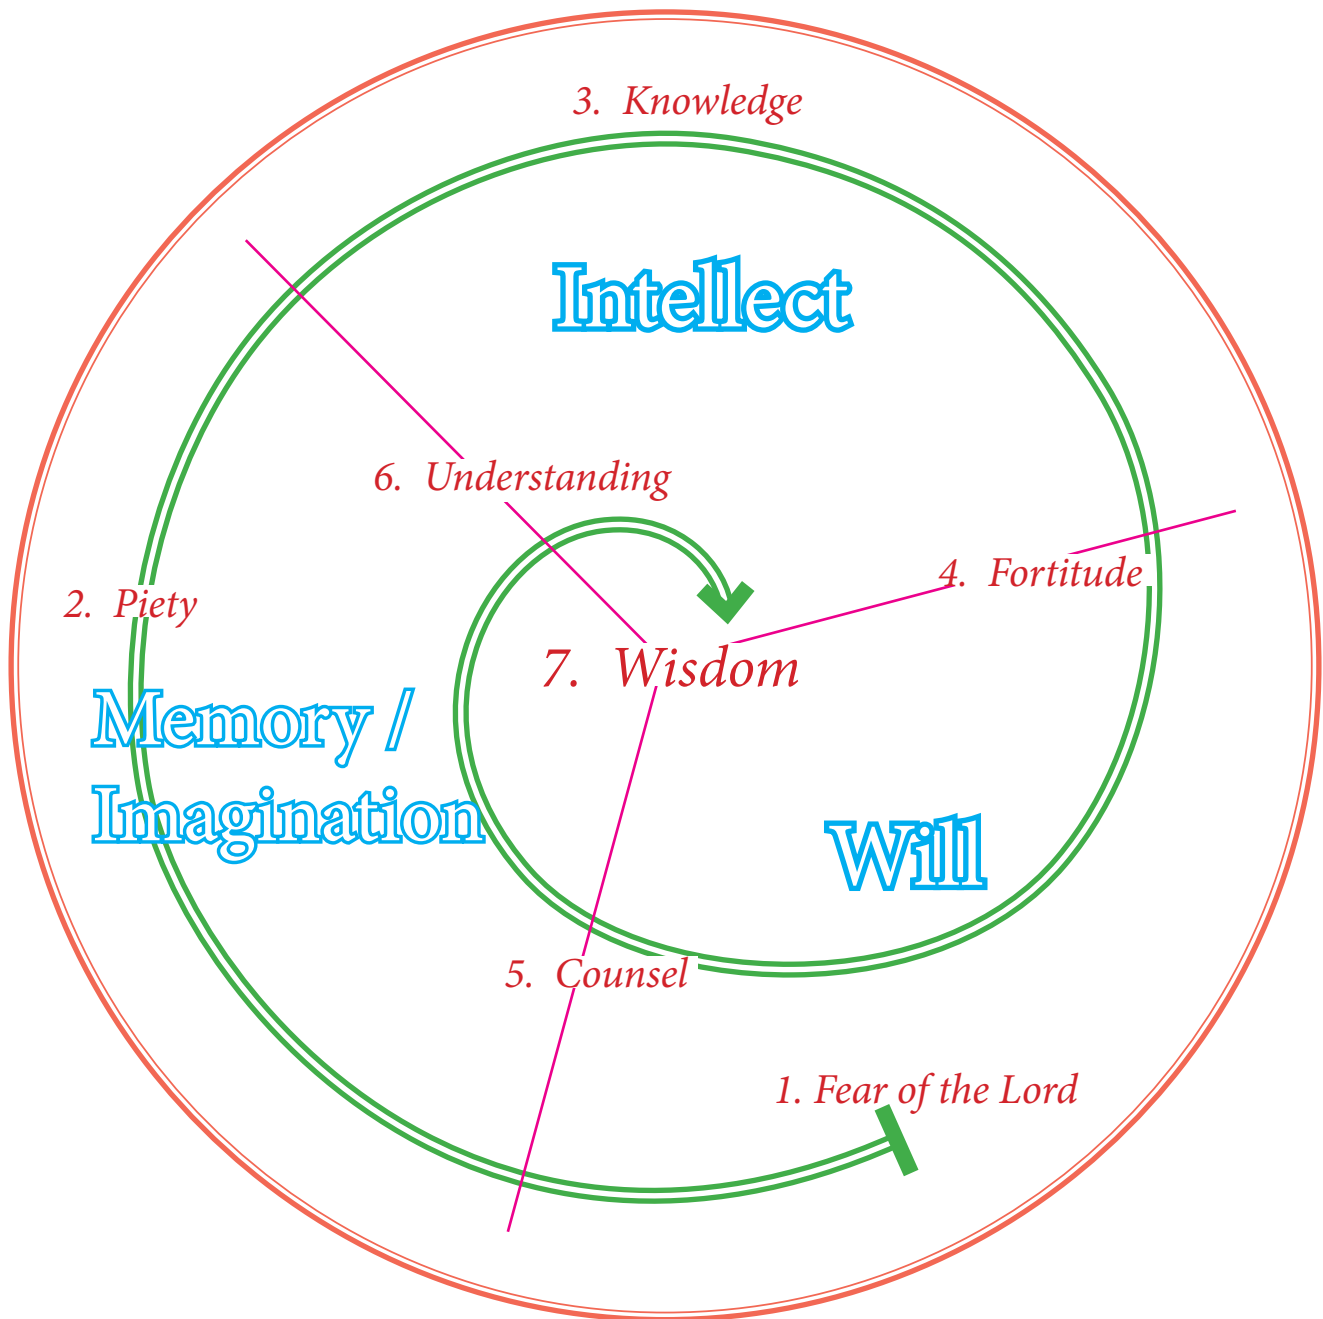 3. Knowledge
Intellect
6. Understanding
4. Fortitude
2. Piety
7. Wisdom
Memory /
Imagination
Will
5. Counsel
1. Fear of the Lord